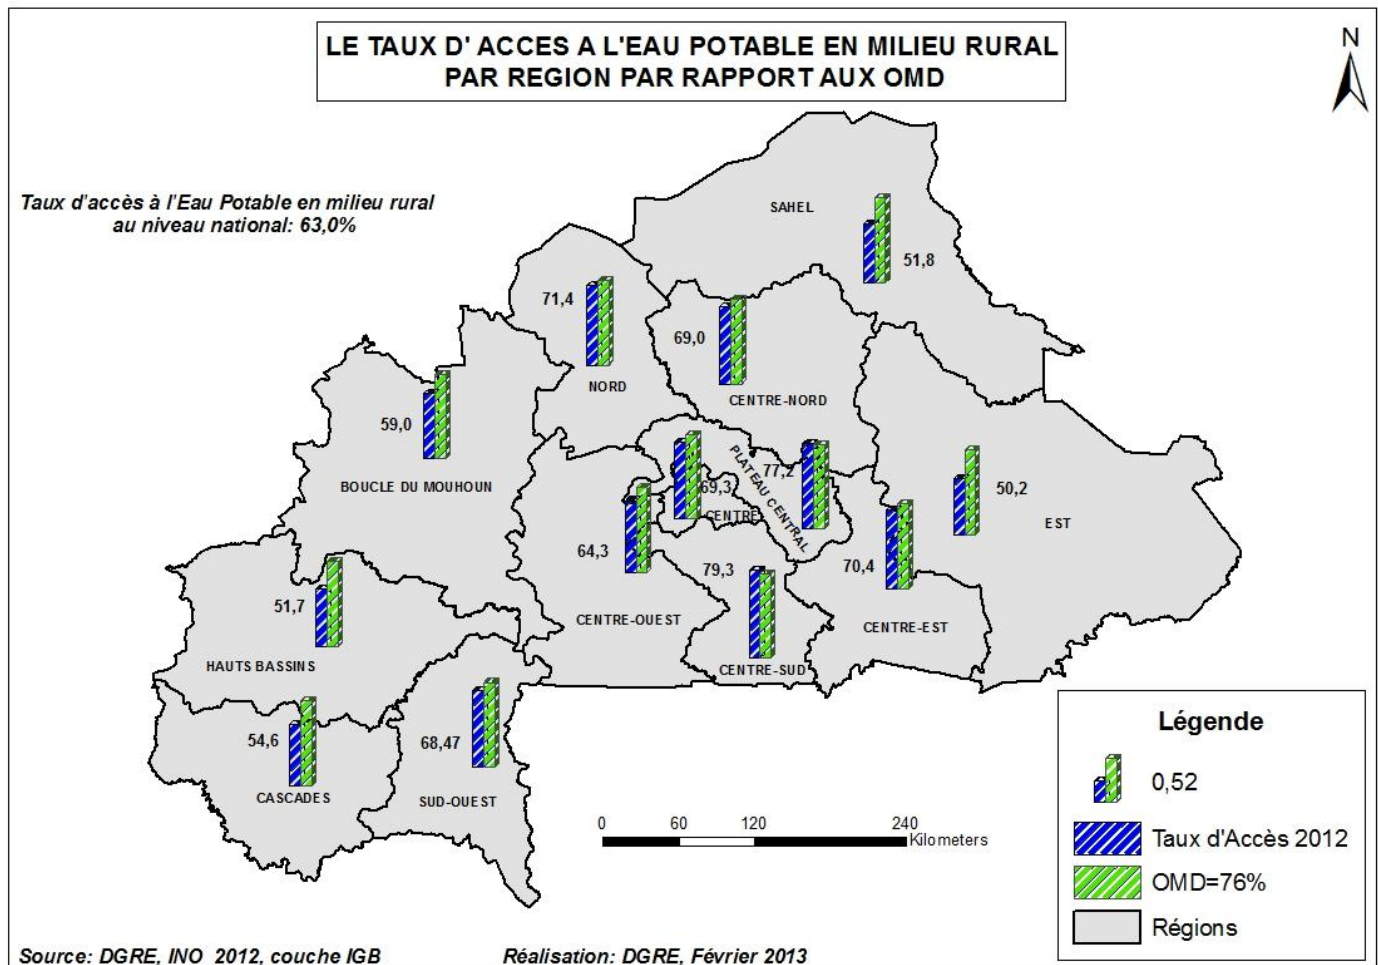 LE TAUX D' ACCES A L'EAU POTABLE EN MILIEU RURAL
PAR REGION PAR RAPPORT AUX OMD
N
Taux d'accès à l'Eau Potable en milieu rural
au niveau national: 63,0%
SAHEL
51,8
71,4
NORD
69,0
CENTRE-NORD
59,0
BOUCLE DU MOUHOUN
PLATEAU CENTRAL
77,2
69,3
CENTRE
50,2
EST
64,3
CENTRE-OUEST
79,3
CENTRE-SUD
70,4
CENTRE-EST
51,7
HAUTS BASSINS
54,6
CASCADES
68,47
SUD-OUEST
0 60 120 240
Kilometers
Légende
0,52
Taux d'Accès 2012
OMD=76%
Régions
Source: DGRE, INO 2012, couche IGB
Réalisation: DGRE, Février 2013